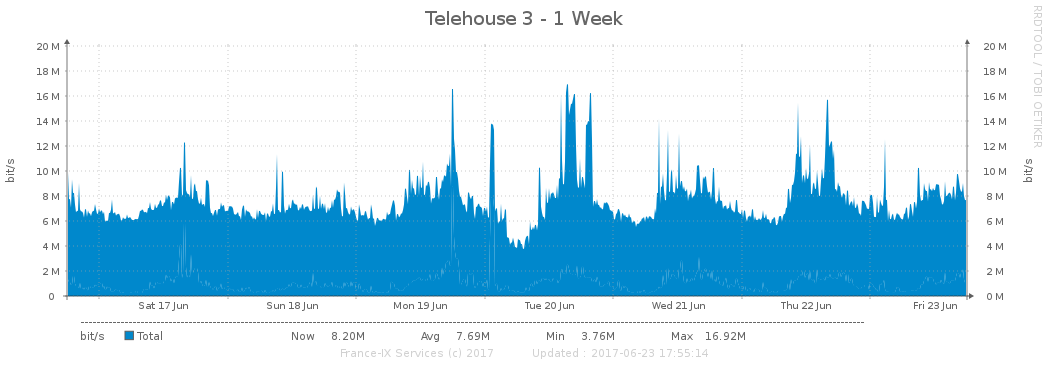 Telehouse 3 - 1 Week
RRDTOOL / TOBI OETIKER
20 M 20 M
18 M 18 M
16 M 16 M
14 M 14 M
12 M 12 M
10 M 10 M
8 M 8 M
6 M 6 M
4 M 4 M
2 M 2 M
0 0 M
bit/s
bit/s
Sat 17 Jun Sun 18 Jun Mon 19 Jun Tue 20 Jun Wed 21 Jun Thu 22 Jun Fri 23 Jun
bit/s Total Now 8.20M Avg 7.69M Min 3.76M Max 16.92M
France-IX Services (c) 2017 Updated : 2017-06-23 17:55:14